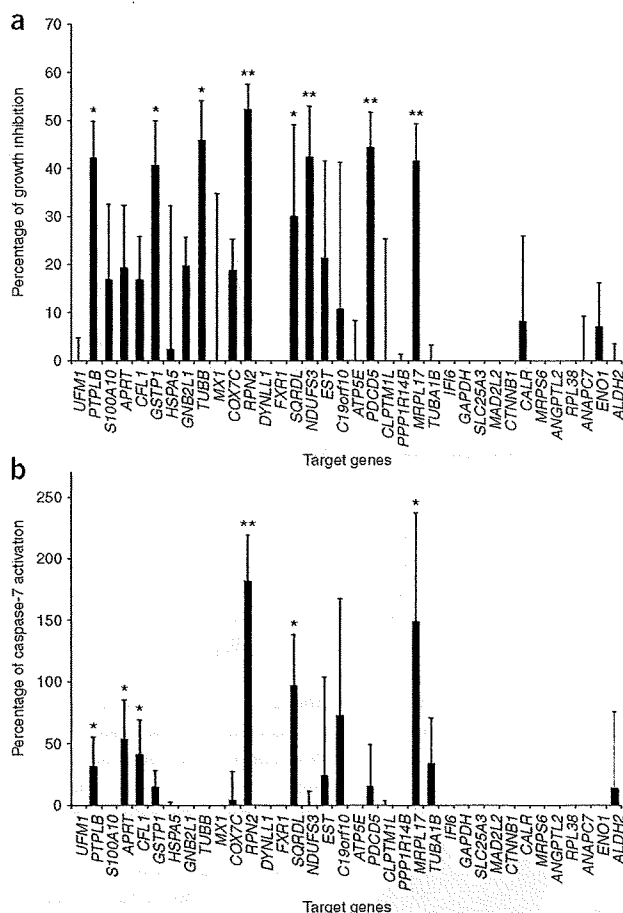 a
Percentage of growth inhibition
70
60
50
40
30
20
10
0
* * * ** * ** ** **
UFM1
PTPLB
S100A10
APRT
CFL1
GSTP1
HSPA5
GNB2L1
TUBB
MX1
COX7C
RPN2
DYNLL1
FXR1
SQRDL
NDUFS3
EST
C19orf10
ATP5E
PDCD5
CLPTM1L
PPP1R14B
MRPL17
TUBA1B
IFI6
GAPDH
SLC25A3
MAD2L2
CTNNB1
CALR
MRPS6
ANGPTL2
RPL38
ANAPC7
ENO1
ALDH2
Target genes
b
Percentage of caspase-7 activation
250
200
150
100
50
0
* * * ** * *
UFM1
PTPLB
S100A10
APRT
CFL1
GSTP1
HSPA5
GNB2L1
TUBB
MX1
COX7C
RPN2
DYNLL1
FXR1
SQRDL
NDUFS3
EST
C19orf10
ATP5E
PDCD5
CLPTM1L
PPP1R14B
MRPL17
TUBA1B
IFI6
GAPDH
SLC25A3
MAD2L2
CTNNB1
CALR
MRPS6
ANGPTL2
RPL38
ANAPC7
ENO1
ALDH2
Target genes